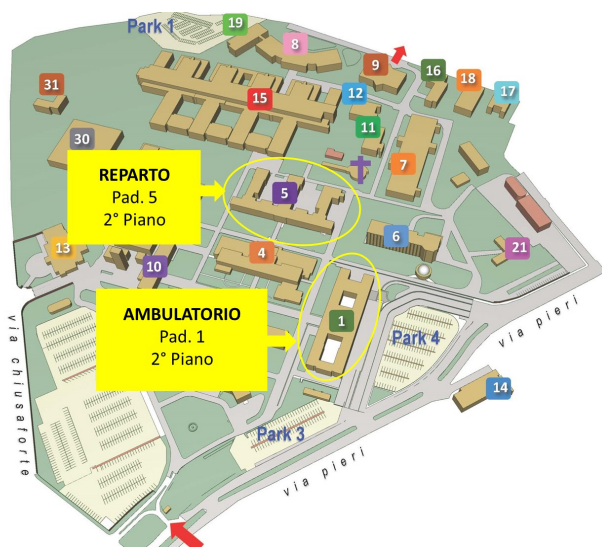 Park 1
19
8
9
16
18
17
31
15
12
11
30
7
REPARTO
Pad. 5
2° Piano
5
6
13
10
4
21
AMBULATORIO
Pad. 1
2° Piano
1
Park 4
via pieri
via chiusaforte
14
Park 3
via pieri